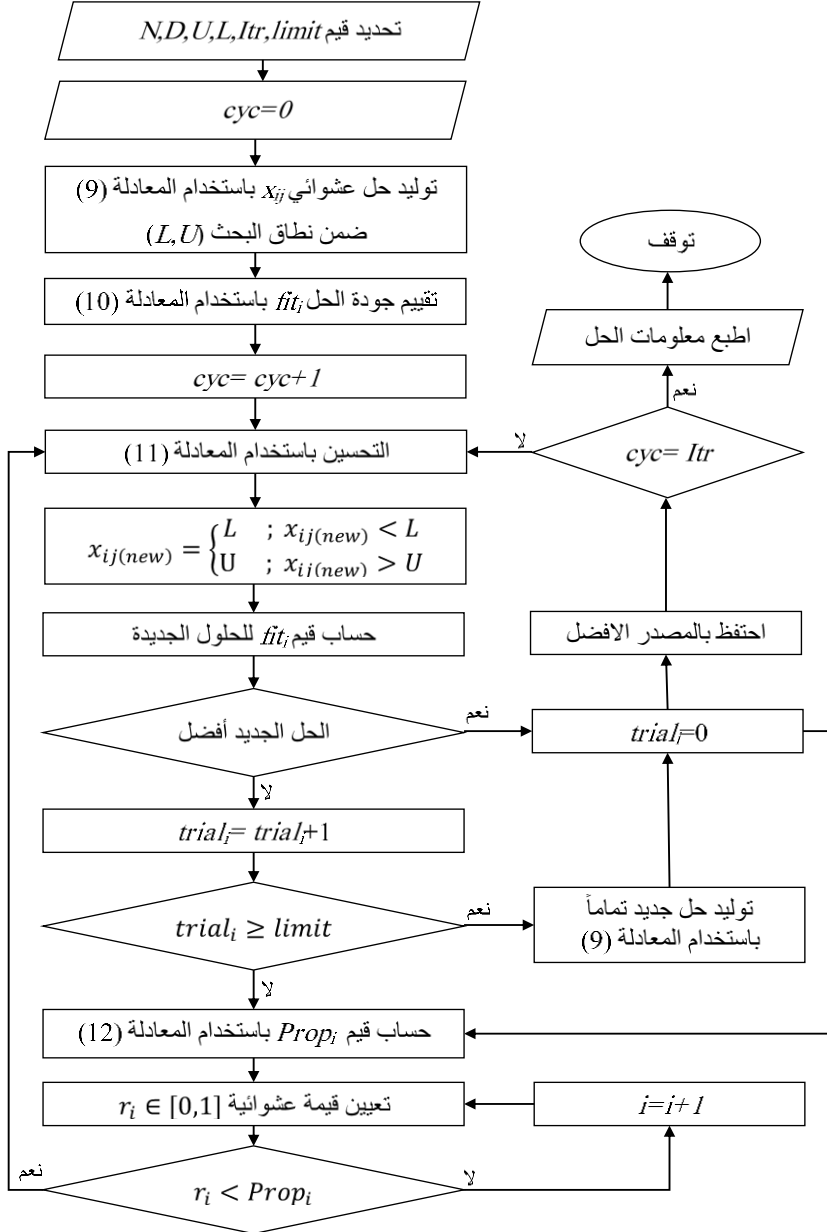 تحديد قيم N,D,U,L,Itr,limit
cyc=0
توليد حل عشوائي xij باستخدام المعادلة (9)
ضمن نطاق البحث (L,U)
تقييم جودة الحل fiti باستخدام المعادلة (10)
cyc= cyc+1
التحسين باستخدام المعادلة (11)
xij(new) = { L ; xij(new) < L
U ; xij(new) > U
حساب قيم fiti للحلول الجديدة
الحل الجديد أفضل
نعم
لا
triali= triali+1
triali ≥ limit
نعم
لا
حساب قيم Propi باستخدام المعادلة (12)
تعيين قيمة عشوائية ri ∈ [0,1]
ri < Propi
نعم
لا
i=i+1
توليد حل جديد تماماً
باستخدام المعادلة (9)
triali=0
احتفظ بالمصدر الافضل
cyc= Itr
لا
نعم
اطبع معلومات الحل
توقف